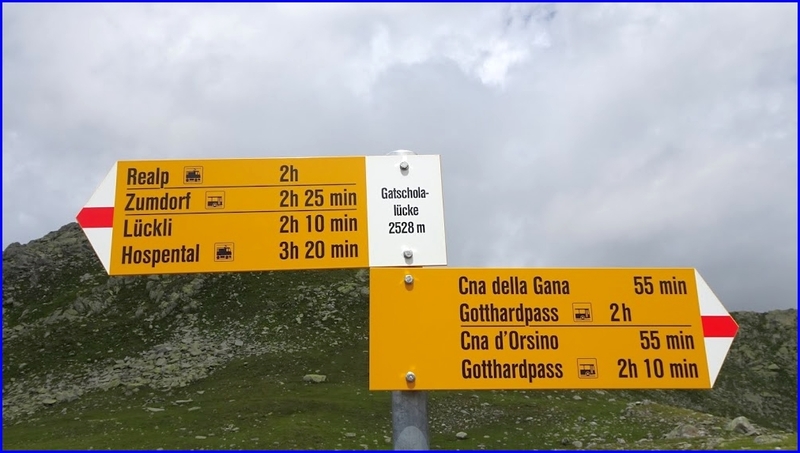 Realp 2h
Zumdorf 2h 25 min
Lückli 2h 10 min
Hospental 3h 20 min
Gatschola-
lücke
2528 m
Cna della Gana 55 min
Gotthardpass 2h
Cna d'Orsino 55 min
Gotthardpass 2h 10 min